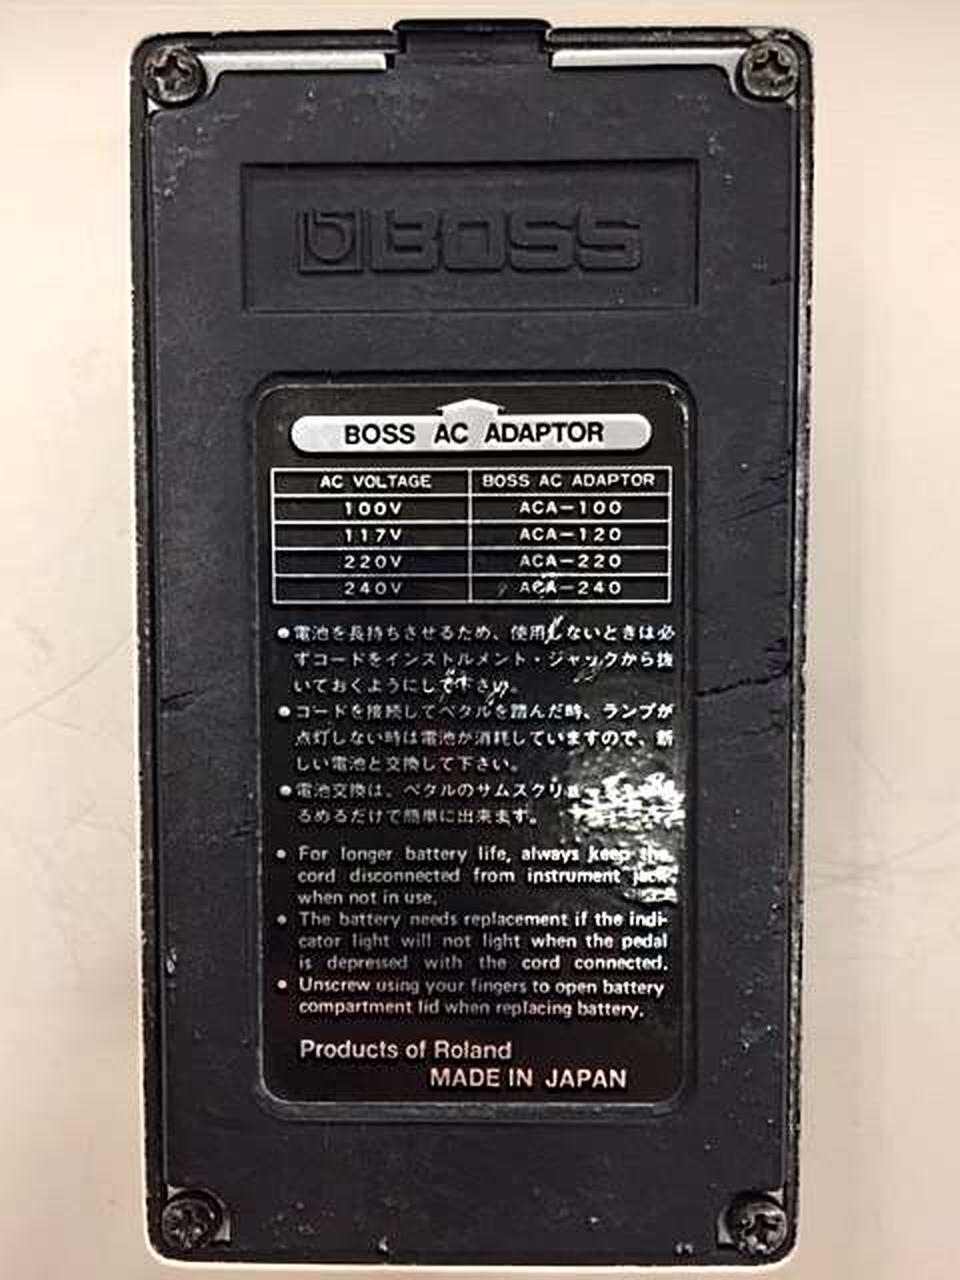 BOSS
BOSS AC ADAPTOR
AC VOLTAGE BOSS AC ADAPTOR
100V ACA-100
117V ACA-120
220V ACA-220
240V ACA-240
●電池を長持ちさせるため、使用しないときは必
ずコードをインストルメント・ジャックから抜
いておくようにして下さい。
●コードを接続してペタルを踏んだ時、ランプが
点灯しない時は電池が消耗していますので、新
しい電池と交換して下さい。
●電池交換は、ペタルのサムスクリ
るめるだけで簡単に出来ます。
● For longer battery life, always keep the
cord disconnected from instrument jack
when not in use.
● The battery needs replacement if the indi-
cator light will not light when the pedal
is depressed with the cord connected.
● Unscrew using your fingers to open battery
compartment lid when replacing battery.
Products of Roland
MADE IN JAPAN